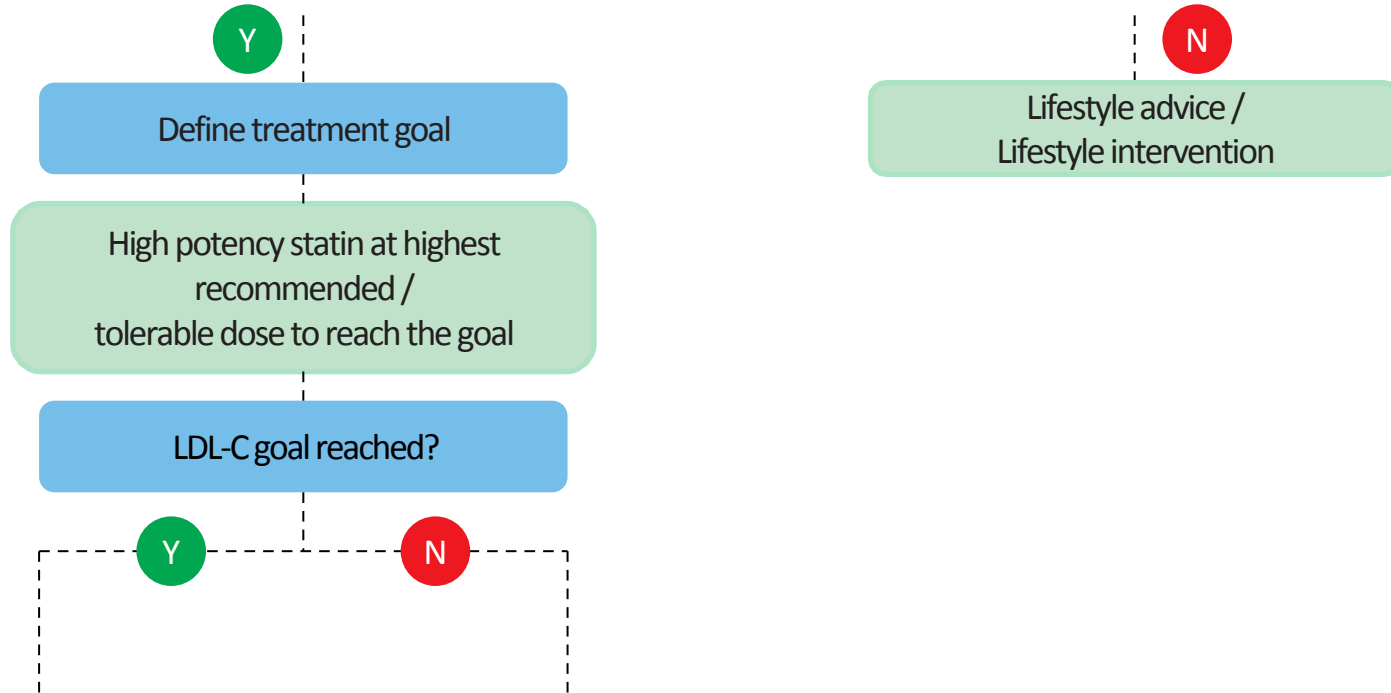 Y
N
Define treatment goal
Lifestyle advice /
Lifestyle intervention
High potency statin at highest
recommended /
tolerable dose to reach the goal
LDL-C goal reached?
Y
N